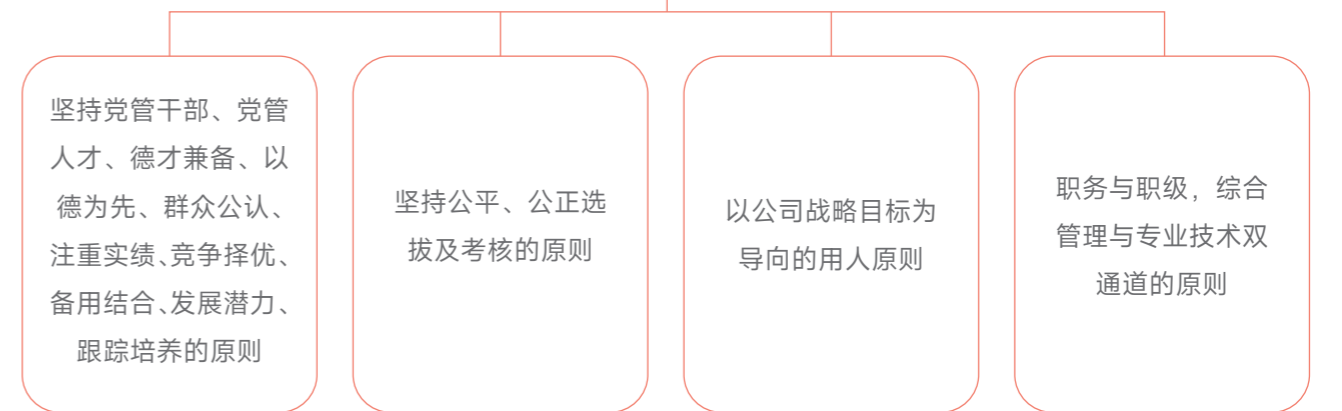 坚持党管干部、党管
人才、德才兼备、以
德为先、群众公认、
注重实绩、竞争择优、
备用结合、发展潜力、
跟踪培养的原则
坚持公平、公正选
拔及考核的原则
以公司战略目标为
导向的用人原则
职务与职级，综合
管理与专业技术双
通道的原则